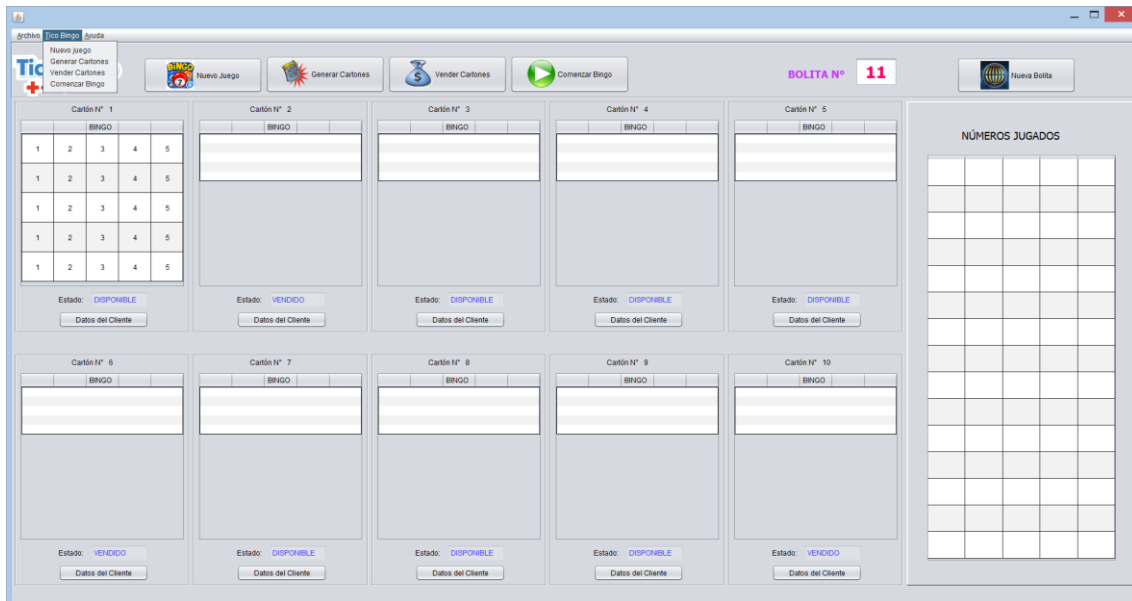 Archivo Tico Bingo Ayuda
Nuevo juego
Generar Cartones
Vender Cartones
Comenzar Bingo
Tic
BINGO
Nuevo Juego
Generar Cartones
$
Vender Cartones
Comenzar Bingo
BOLITA N° 11
Nueva Bolita
Cartón N° 1
BINGO
1 2 3 4 5
1 2 3 4 5
1 2 3 4 5
1 2 3 4 5
1 2 3 4 5
Estado: DISPONIBLE
Datos del Cliente
Cartón N° 2
BINGO
Estado: VENDIDO
Datos del Cliente
Cartón N° 3
BINGO
Estado: DISPONIBLE
Datos del Cliente
Cartón N° 4
BINGO
Estado: DISPONIBLE
Datos del Cliente
Cartón N° 5
BINGO
Estado: DISPONIBLE
Datos del Cliente
Cartón N° 6
BINGO
Estado: VENDIDO
Datos del Cliente
Cartón N° 7
BINGO
Estado: DISPONIBLE
Datos del Cliente
Cartón N° 8
BINGO
Estado: DISPONIBLE
Datos del Cliente
Cartón N° 9
BINGO
Estado: DISPONIBLE
Datos del Cliente
Cartón N° 10
BINGO
Estado: VENDIDO
Datos del Cliente
NÚMEROS JUGADOS